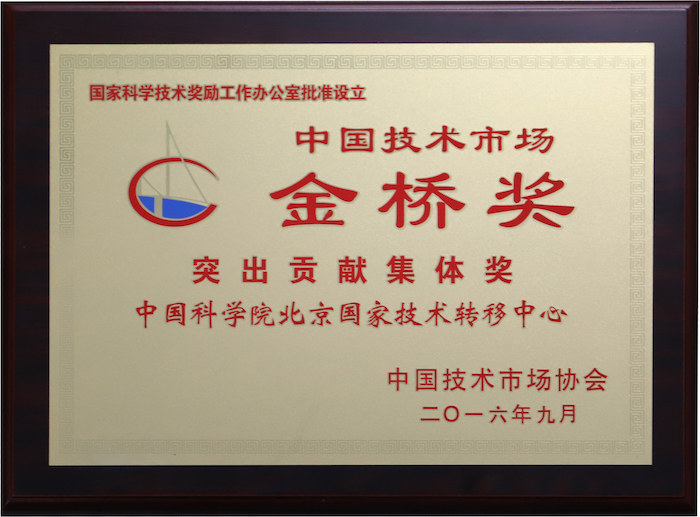 国家科学技术奖励工作办公室批准设立
中国技术市场
金桥奖
突出贡献集体奖
中国科学院北京国家技术转移中心
中国技术市场协会
二〇一六年九月